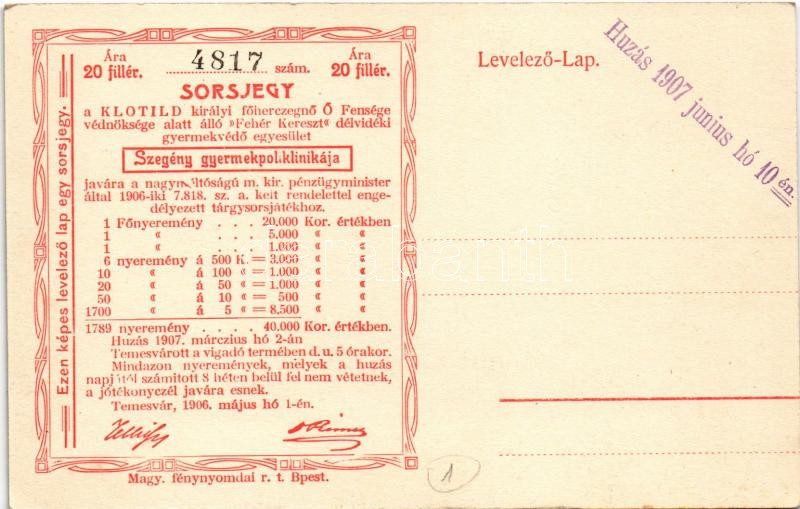 Ezen képes levelező lap egy sorsjegy.
Ára 4817 Ára
20 fillér. szám. 20 fillér.
SORSJEGY
a KLOTILD királyi főherczegnő Ő Fensége
védnöksége alatt álló »Fehér Kereszt« délvidéki
gyermekvédő egyesület
Szegény gyermekpol.klinikája
javára a nagyméltóságú m. kir. pénzügyminister
által 1906-iki 7.818. sz. a. kelt rendelettel enge-
délyezett tárgysorsjátékhoz.
1 Főnyeremény . . . 20.000 Kor. értékben
1 « . . . 5.000 « «
1 « . . . 1.000 « «
6 nyeremény á 500 K. = 3.000 « «
10 « á 100 « = 1.000 « «
20 « á 50 « = 1.000 « «
50 « á 10 « = 500 « «
1700 « á 5 « = 8.500 « «
1789 nyeremény . . . . 40.000 Kor. értékben.
Huzás 1907. márczius hó 2-án
Temesvárott a vigadó termében d. u. 5 órakor.
Mindazon nyeremények, melyek a huzás
napjától számitott 8 héten belül fel nem vétetnek,
a jótékonyczél javára esnek.
Temesvár, 1906. május hó 1-én.
Magy. fénynyomdai r. t. Bpest.
Levelező-Lap.
Huzás 1907 junius hó 10 én.
1